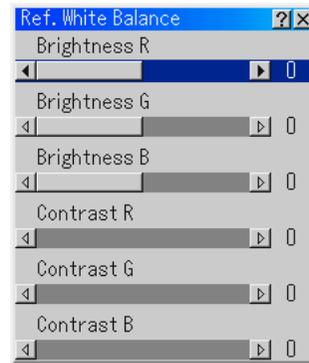 Ref. White Balance ? ×
Brightness R
0
Brightness G
0
Brightness B
0
Contrast R
0
Contrast G
0
Contrast B
0